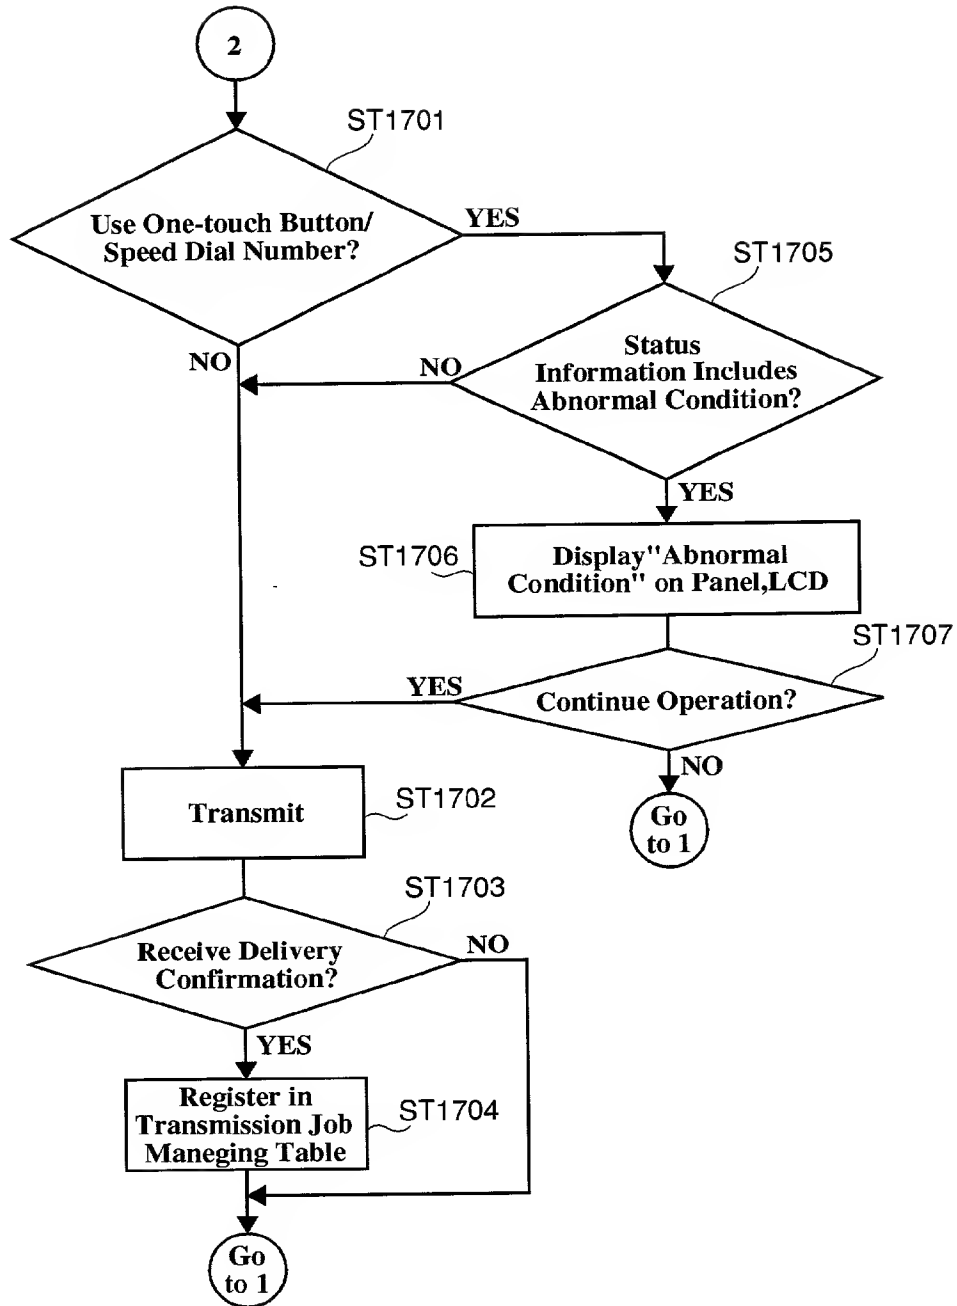 2
ST1701
Use One-touch Button/
Speed Dial Number?
YES
NO
ST1705
Status
Information Includes
Abnormal Condition?
NO
YES
ST1706
Display"Abnormal
Condition" on Panel,LCD
ST1707
Continue Operation?
YES
NO
Go
to 1
Transmit
ST1702
ST1703
Receive Delivery
Confirmation?
NO
YES
Register in
Transmission Job
Maneging Table
ST1704
Go
to 1